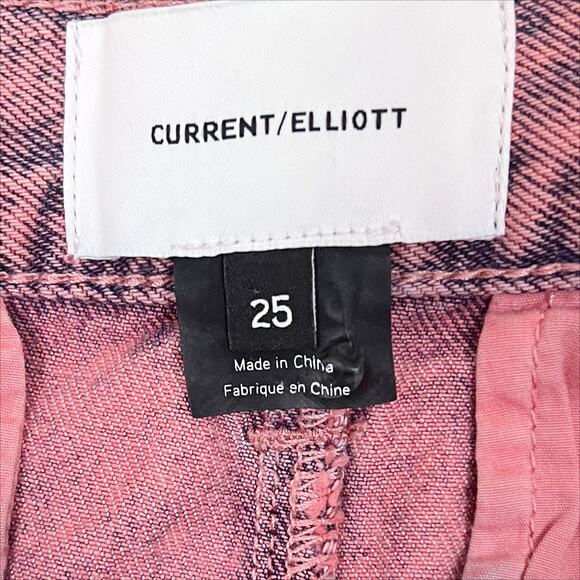 CURRENT/ELLIOTT
25
Made in China
Fabrique en Chine